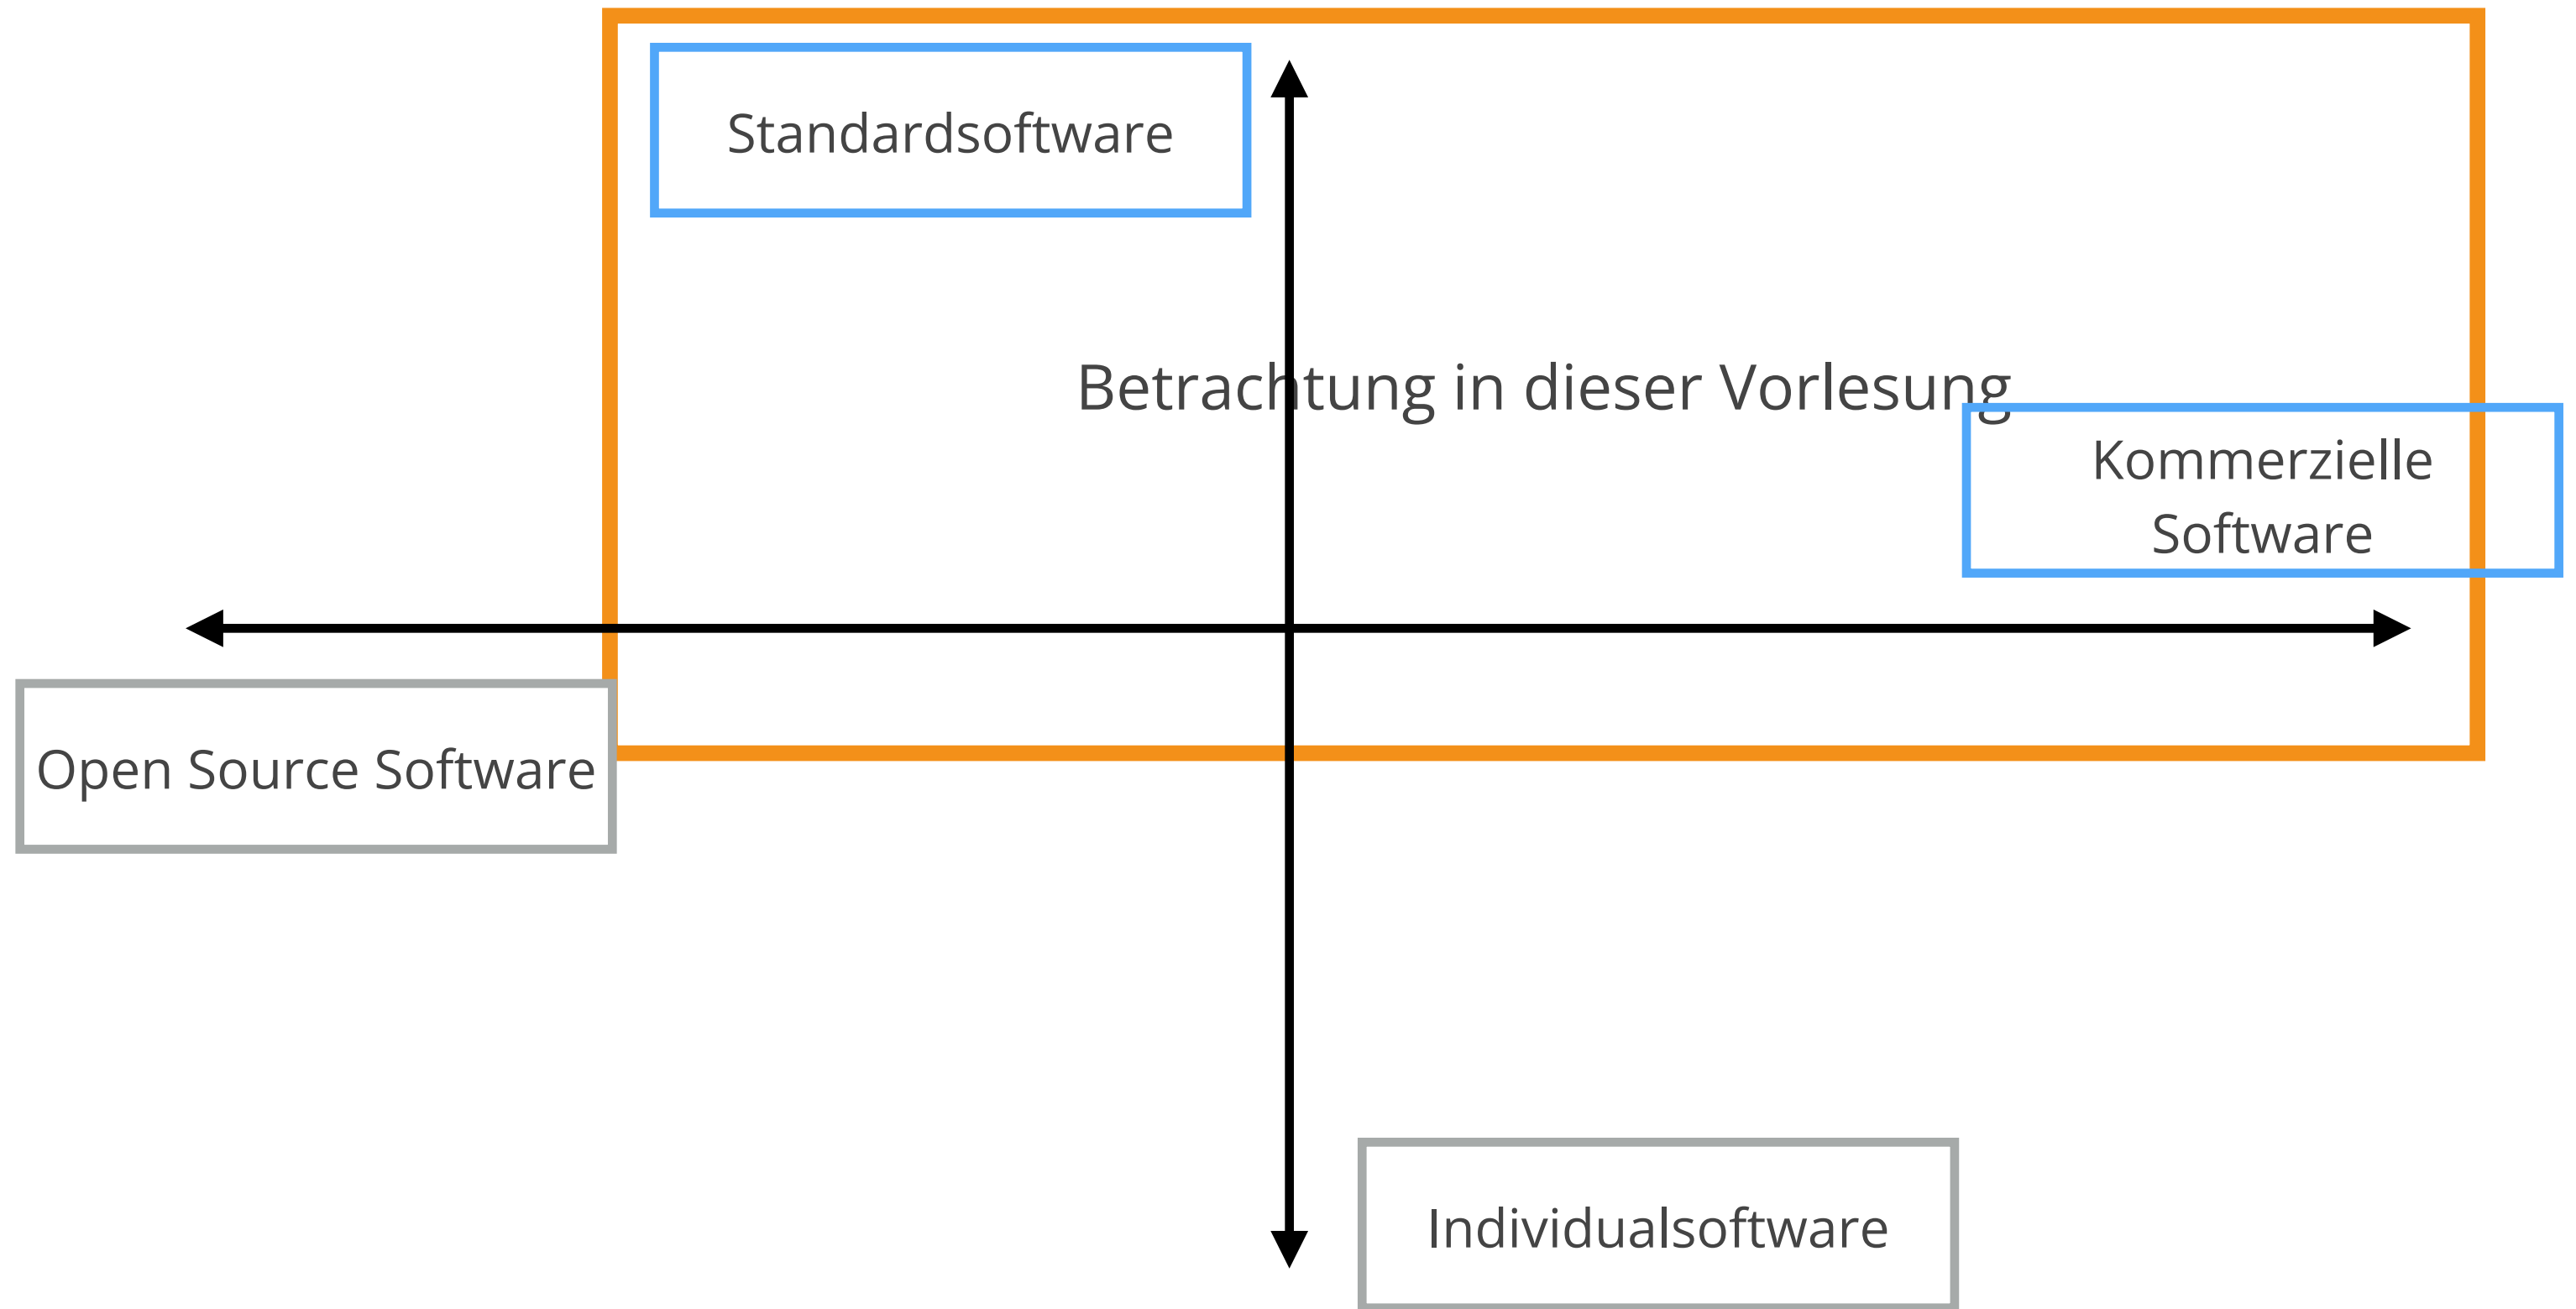 Standardsoftware
Betrachtung in dieser Vorlesung
Kommerzielle
Software
Open Source Software
Individualsoftware